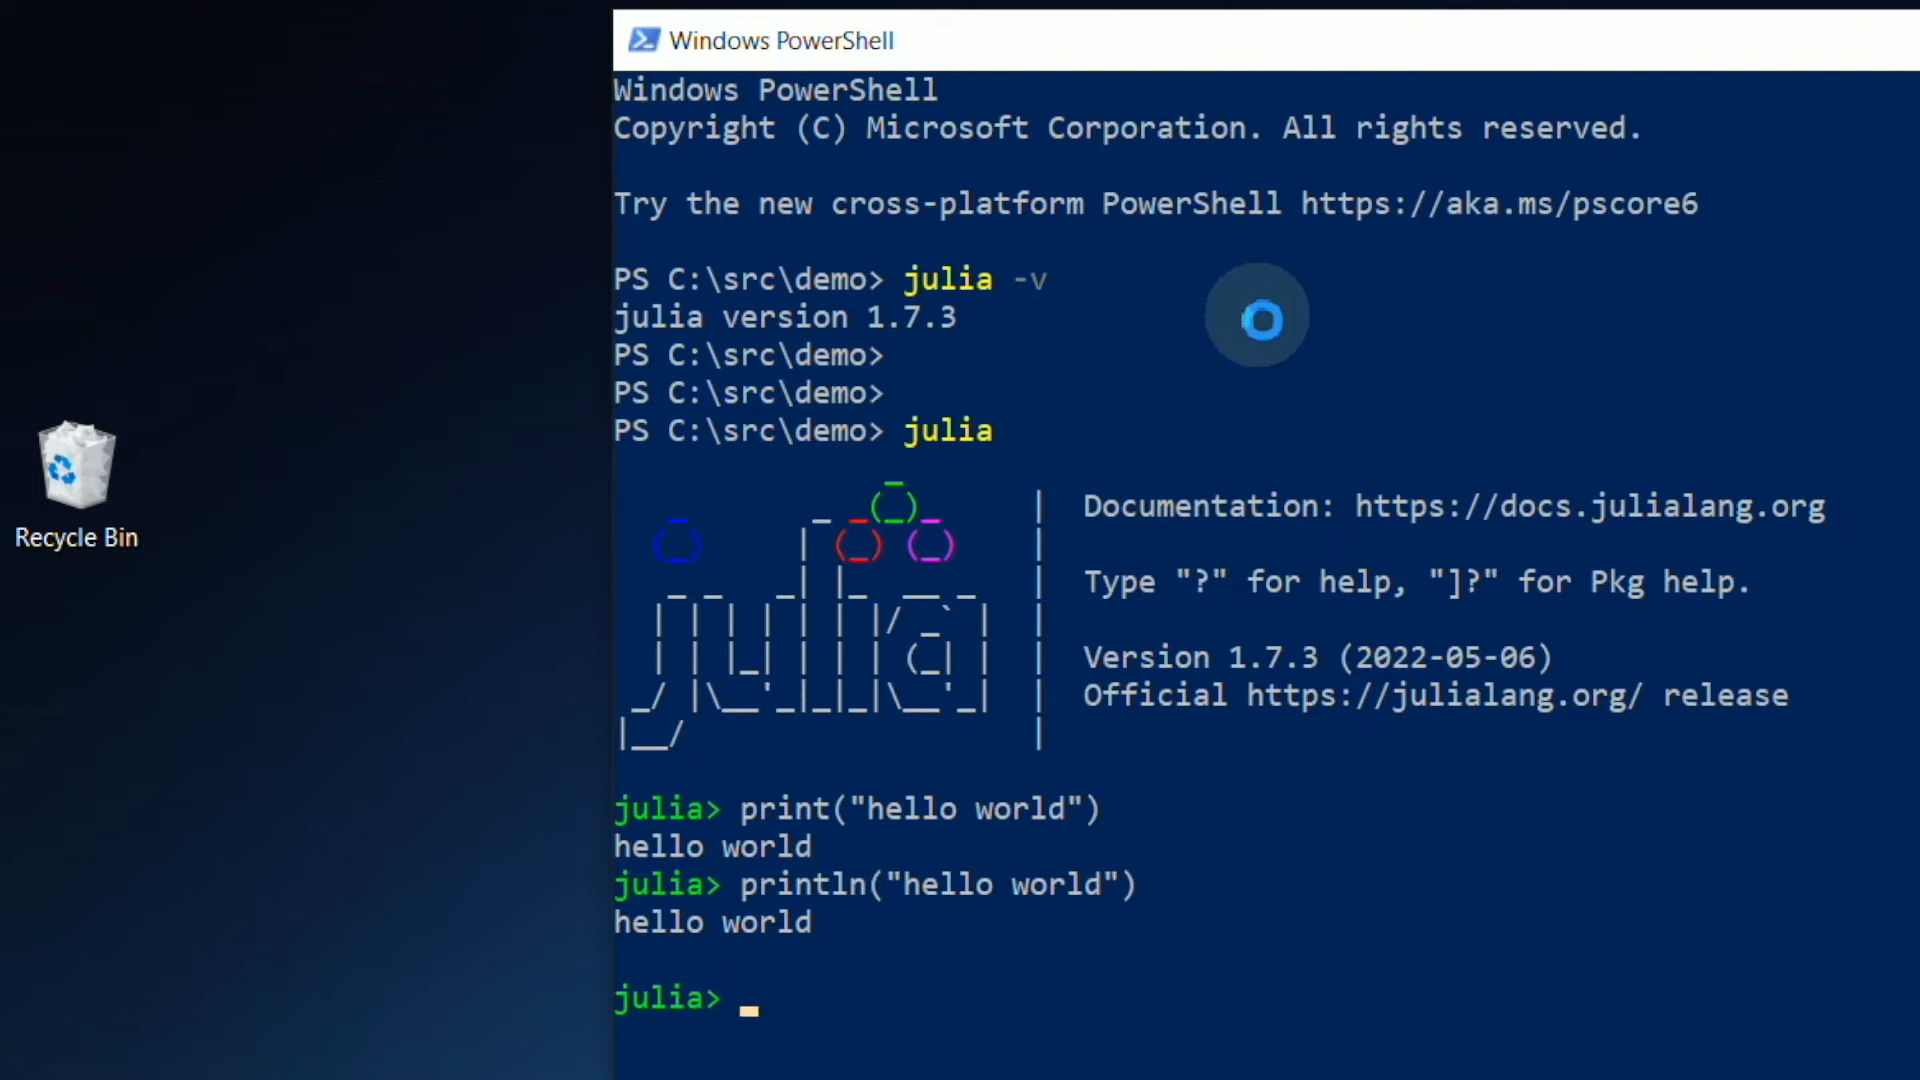 Windows PowerShell
Windows PowerShell
Copyright (C) Microsoft Corporation. All rights reserved.
Try the new cross-platform PowerShell https://aka.ms/pscore6
PS C:\src\demo> julia -v
julia version 1.7.3
PS C:\src\demo>
PS C:\src\demo>
PS C:\src\demo> julia
julia
Documentation: https://docs.julialang.org
Type "?" for help, "]?" for Pkg help.
Version 1.7.3 (2022-05-06)
Official https://julialang.org/ release
julia> print("hello world")
hello world
julia> println("hello world")
hello world
julia>
Recycle Bin